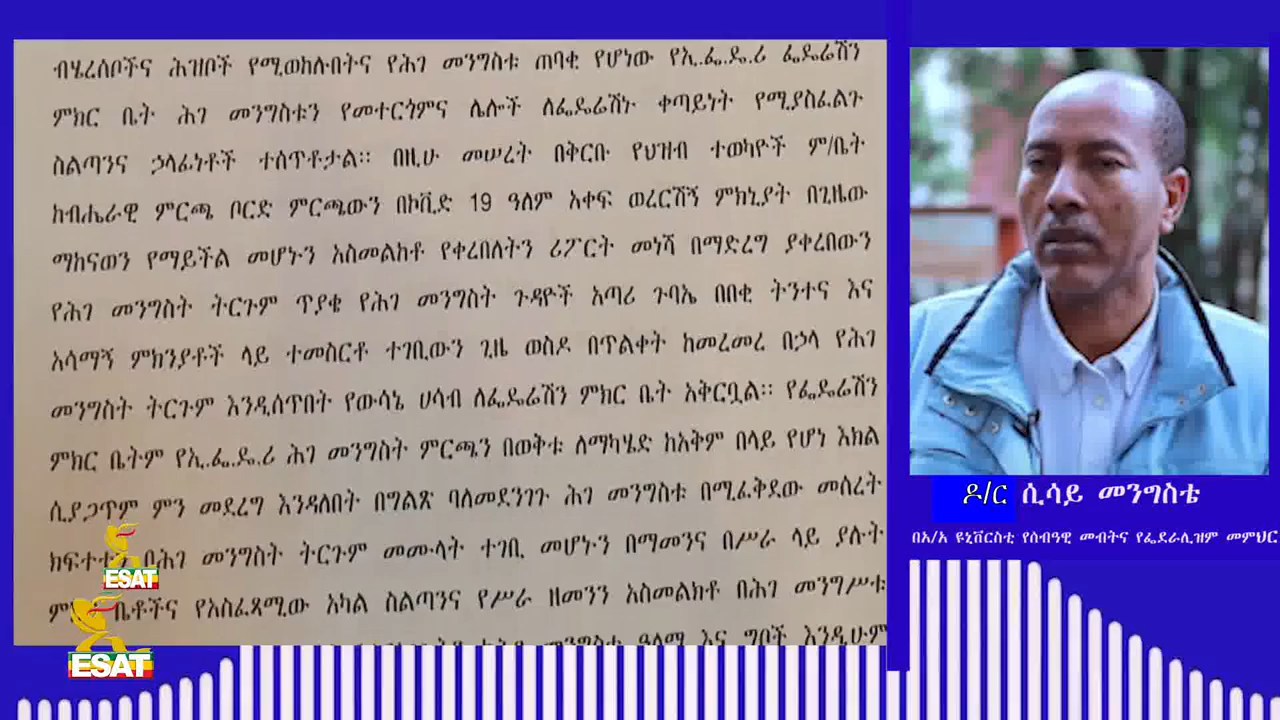 ብሄረሰቦችና ሕዝቦች የሚወከሉበትና የሕገ መንግስቱ ጠባቂ የሆነው የኢ.ፌ.ዴ.ሪ ፌዴሬሽን
ምክር ቤት ሕገ መንግስቱን የመተርጎምና ሌሎች ለፌዴሬሽኑ ቀጣይነት የሚያስፈልጉ
ስልጣንና ኃላፊነቶች ተሰጥቶታል፡፡ በዚሁ መሠረት በቅርቡ የህዝብ ተወካዮች ም/ቤት
ከብሔራዊ ምርጫ ቦርድ ምርጫውን በኮቪድ 19 ዓለም አቀፍ ወረርሽኝ ምክኒያት በጊዜው
ማከናወን የማይችል መሆኑን አስመልክቶ የቀረበለትን ሪፖርት መነሻ በማድረግ ያቀረበውን
የሕገ መንግስት ትርጉም ጥያቄ የሕገ መንግስት ጉዳዮች አጣሪ ጉባኤ በበቂ ትንተና እና
አሳማኝ ምክንያቶች ላይ ተመስርቶ ተገቢውን ጊዜ ወስዶ በጥልቀት ከመረመረ በኃላ የሕገ
መንግስት ትርጉም እንዲሰጥበት የውሳኔ ሀሳብ ለፌዴሬሽን ምክር ቤት አቅርቧል፡፡ የፌዴሬሽን
ምክር ቤትም የኢ.ፌ.ዴ.ሪ ሕገ መንግስት ምርጫን በወቅቱ ለማካሄድ ከአቅም በላይ የሆነ እክል
ሲያጋጥም ምን መደረግ እንዳለበት በግልጽ ባለመደንገጉ ሕገ መንግስቱ በሚፈቅደው መሰረት
በሕገ መንግስት ትርጉም መሙላት ተገቢ መሆኑን በማመንና በሥራ ላይ ያሉት
ቤቶችና የአስፈጻሚው አካል ስልጣንና የሥራ ዘመንን አስመልክቶ በሕገ መንግሥቱ
መንግስቱ ዓላማ እና ግቦች እንዲሁም
ESAT
ESAT
ዶ/ር ሲሳይ መንግስቴ
በአ/አ ዩኒቨርስቲ የሰብዓዊ መብትና የፌደራሊዝም መምህር